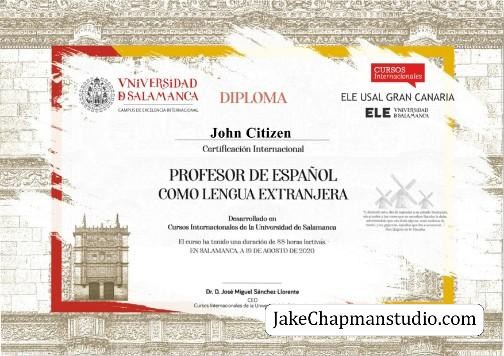 VNiVERSiDAD
D SALAMANCA
CAMPUS DE EXCELENCIA INTERNACIONAL
DIPLOMA
CURSOS
Internacionales
ELE USAL GRAN CANARIA
ELE VNiVERSiDAD
D SALAMANCA
John Citizen
Certificación Internacional
PROFESOR DE ESPAÑOL
COMO LENGUA EXTRANJERA
Desarrollado en
Cursos Internacionales de la Universidad de Salamanca
El curso ha tenido una duración de 88 horas lectivas.
EN SALAMANCA, A 19 DE AGOSTO DE 2020
Dr. D. José Miguel Sánchez Llorente
CEO
Cursos Internacionales de la Universidad de
JakeChapmanstudio.com